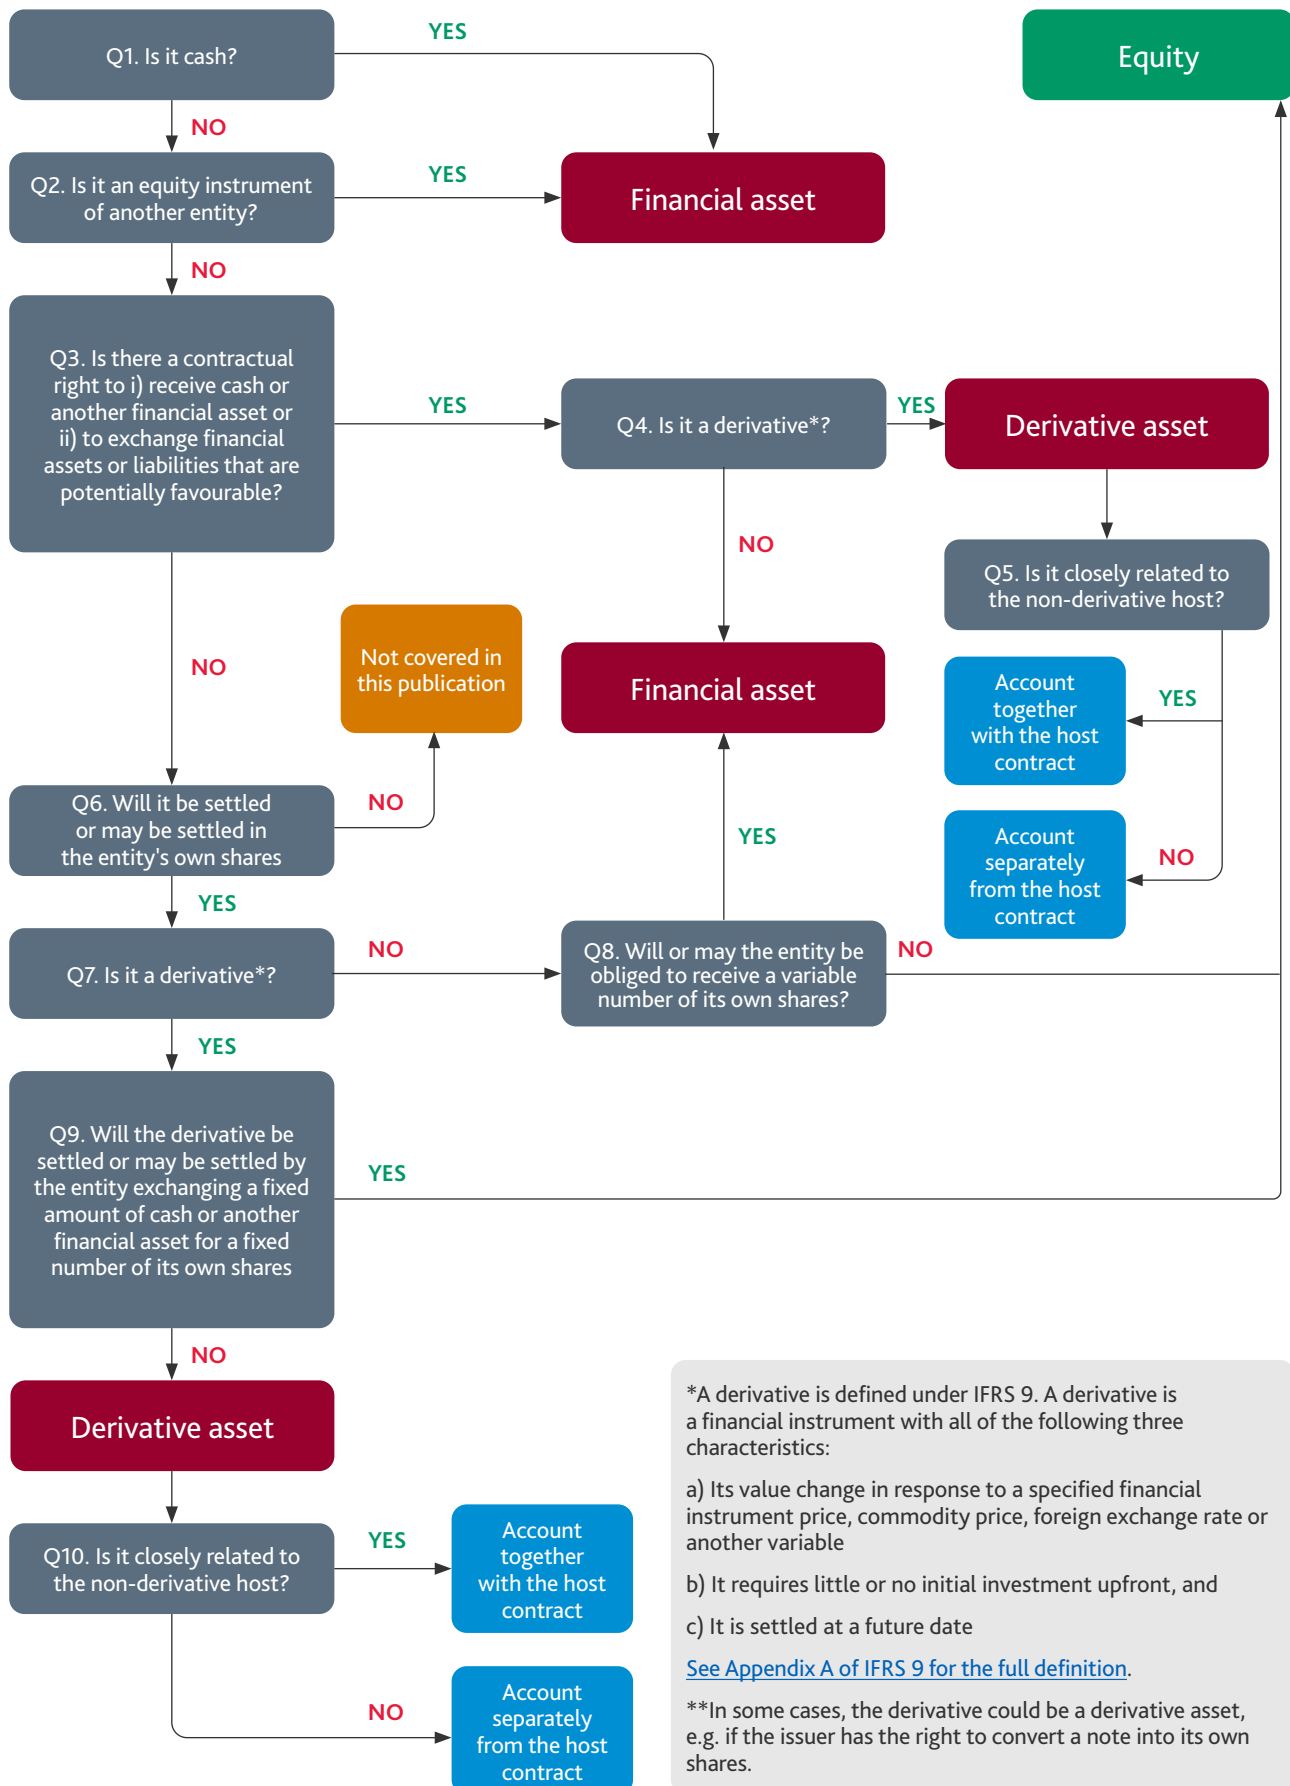 Q1. Is it cash?
YES
Equity
NO
Q2. Is it an equity instrument
of another entity?
YES
Financial asset
NO
Q3. Is there a contractual
right to i) receive cash or
another financial asset or
ii) to exchange financial
assets or liabilities that are
potentially favourable?
YES
Q4. Is it a derivative*?
YES
Derivative asset
NO
Q5. Is it closely related to
the non-derivative host?
NO
Not covered in
this publication
Financial asset
Account
together
with the host
contract
YES
Q6. Will it be settled
or may be settled in
the entity's own shares
NO
YES
Account
separately
from the host
contract
NO
YES
Q7. Is it a derivative*?
NO
Q8. Will or may the entity be
obliged to receive a variable
number of its own shares?
NO
YES
Q9. Will the derivative be
settled or may be settled by
the entity exchanging a fixed
amount of cash or another
financial asset for a fixed
number of its own shares
YES
NO
Derivative asset
Q10. Is it closely related to
the non-derivative host?
YES
Account
together
with the host
contract
NO
Account
separately
from the host
contract
*A derivative is defined under IFRS 9. A derivative is
a financial instrument with all of the following three
characteristics:
a) Its value change in response to a specified financial
instrument price, commodity price, foreign exchange rate or
another variable
b) It requires little or no initial investment upfront, and
c) It is settled at a future date
See Appendix A of IFRS 9 for the full definition.
**In some cases, the derivative could be a derivative asset,
e.g. if the issuer has the right to convert a note into its own
shares.